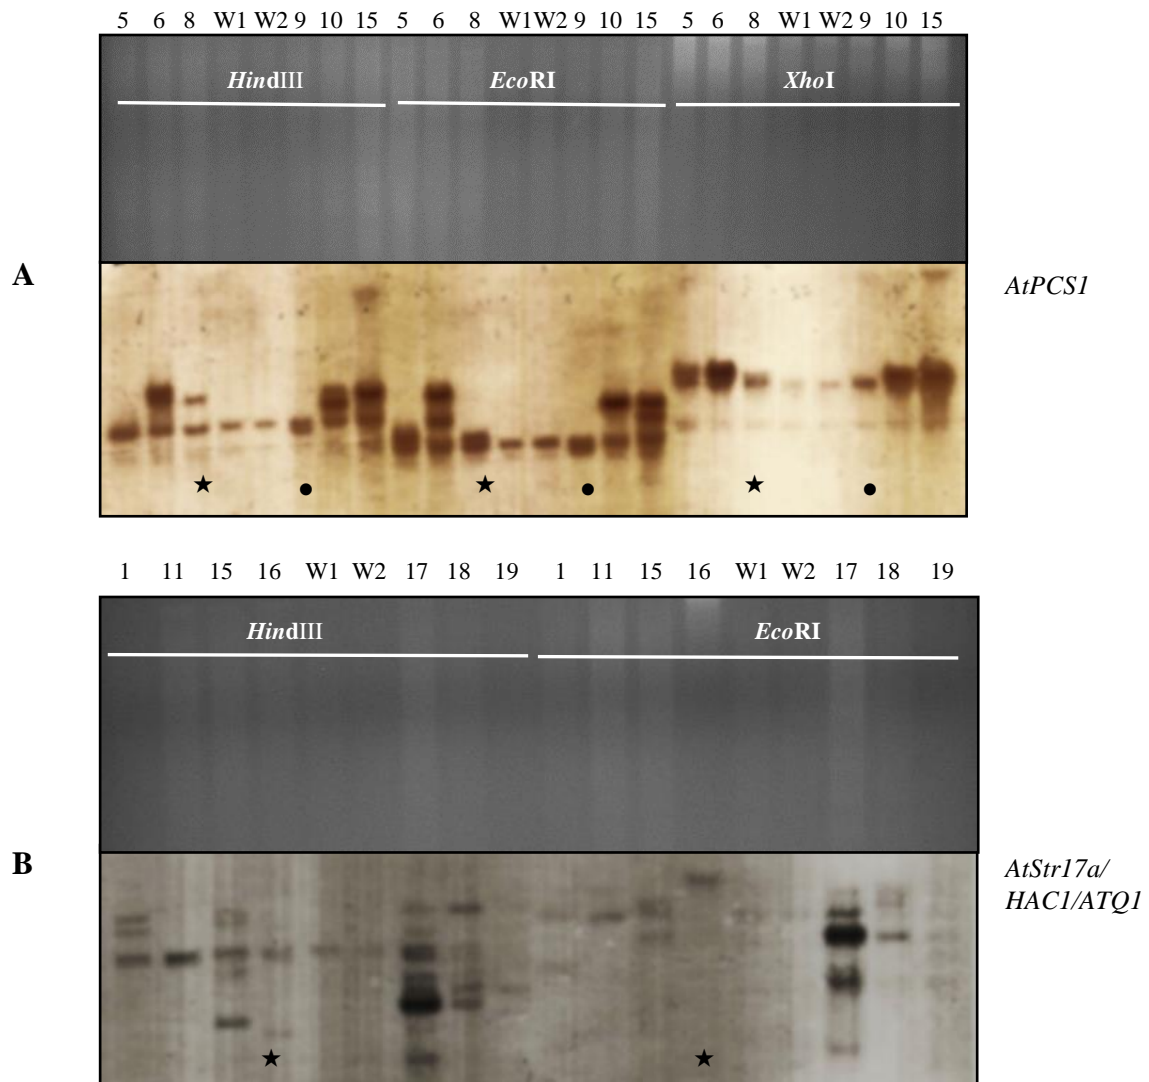 5 6 8 W1 W2 9 10 15 5 6 8 W1 W2 9 10 15 5 6 8 W1 W2 9 10 15
HindIII EcoRI XhoI
A
AtPCS1
1 11 15 16 W1 W2 17 18 19 1 11 15 16 W1 W2 17 18 19
HindIII EcoRI
B
AtStr17a/
HAC1/ATQ1